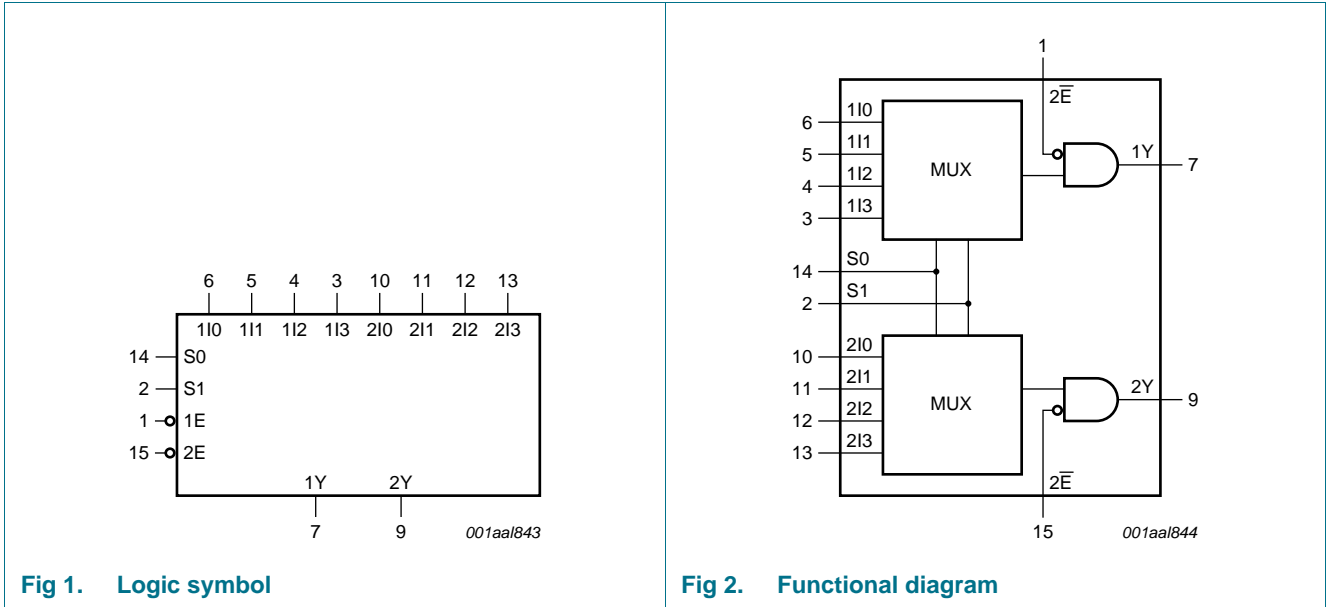 6 5 4 3 10 11 12 13
1I0 1I1 1I2 1I3 2I0 2I1 2I2 2I3
14 S0
2 S1
1 1E
15 2E
1Y 2Y
7 9 001aal843
Fig 1. Logic symbol
1
2E̅
6 1I0
5 1I1
4 1I2
3 1I3
MUX
1Y 7
14 S0
2 S1
10 2I0
11 2I1
12 2I2
13 2I3
MUX
2Y 9
2E̅
15 001aal844
Fig 2. Functional diagram